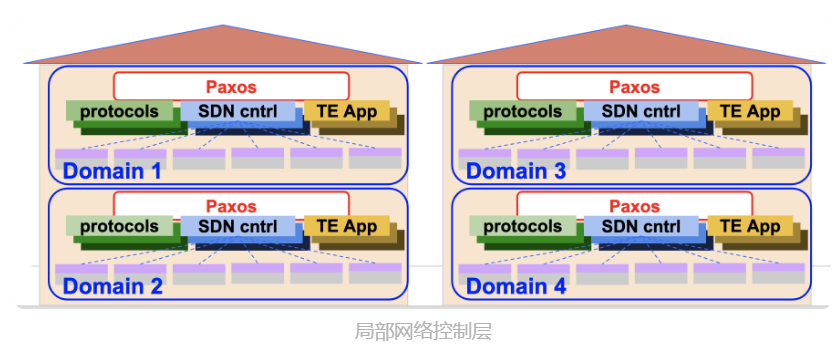 Paxos
protocols SDN cntrl TE App
Domain 1
Paxos
protocols SDN cntrl TE App
Domain 2
Paxos
protocols SDN cntrl TE App
Domain 3
Paxos
protocols SDN cntrl TE App
Domain 4
局部网络控制层